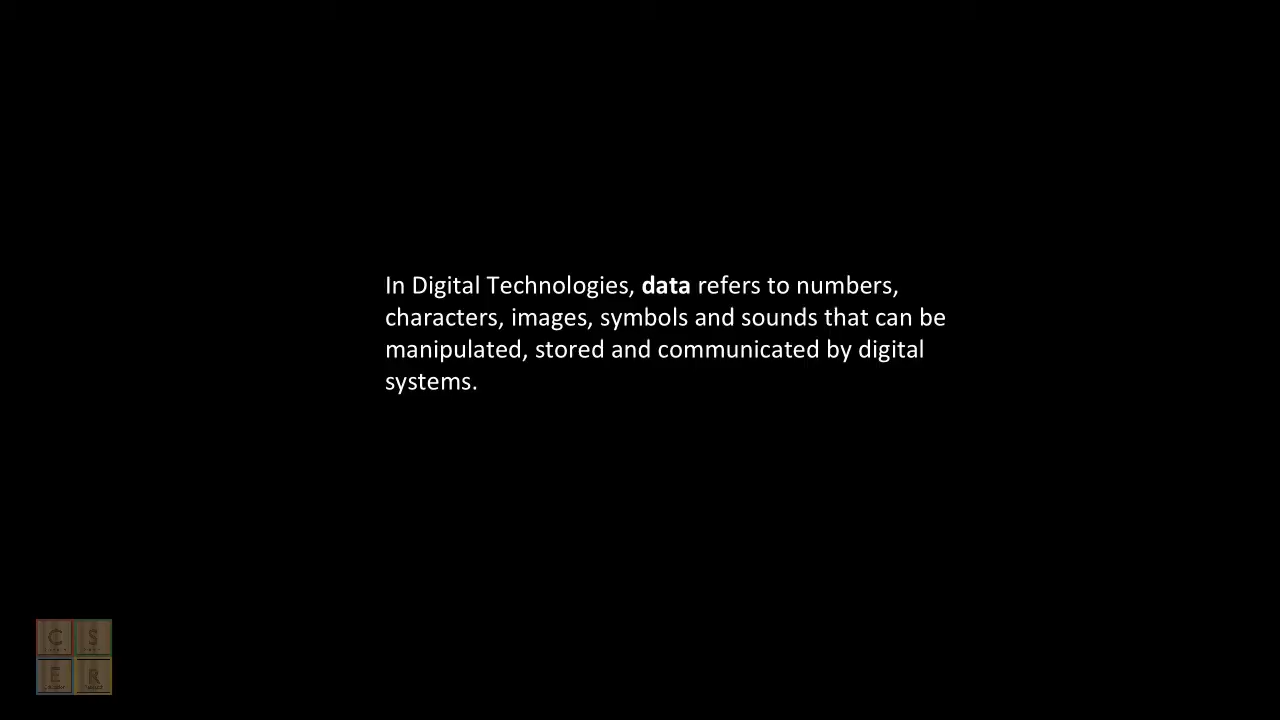 In Digital Technologies, data refers to numbers,
characters, images, symbols and sounds that can be
manipulated, stored and communicated by digital
systems.
C S
E R